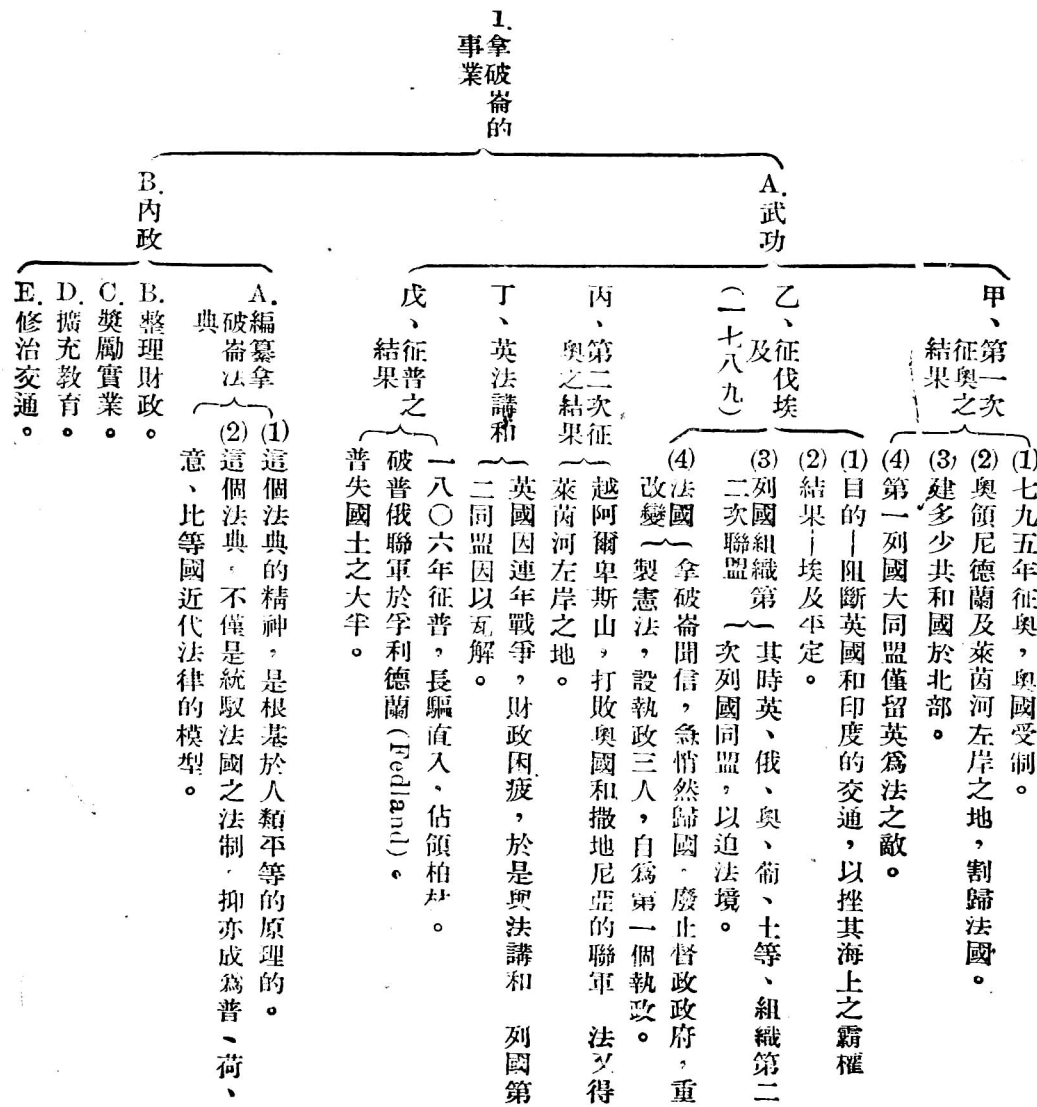 1.拿破崙的
事業
A.武功
甲、第一次
征奧之
結果
(1)七九五年征奧，奧國受制。
(2)奧領尼德蘭及萊茵河左岸之地，割歸法國。
(3)建多少共和國於北部。
(4)第一列國大同盟僅留英爲法之敵。
乙、征伐埃
及
(一七八九)
(1)目的—阻斷英國和印度的交通，以挫其海上之霸權
(2)結果—埃及平定。
(3)列國組織第
二次聯盟
其時英、俄、奧、葡、土等、組織第二
次列國同盟，以迫法境。
(4)法國
改變
拿破崙聞信，急悄然歸國，廢止督政政府，重
製憲法，設執政三人，自爲第一個執政。
丙、第二次征
奧之結果
越阿爾卑斯山，打敗奧國和撒地尼亞的聯軍 法又得
萊茵河左岸之地。
丁、英法講和
英國因連年戰爭，財政困疲，於是與法講和 列國第
二同盟因以瓦解。
戊、征普之
結果
一八〇六年征普，長驅直入、佔領柏林。
破普俄聯軍於孚利德蘭(Fedland)。
普失國土之大半。
B.內政
A.編纂拿
破崙法
典
(1)這個法典的精神，是根基於人類平等的原理的。
(2)這個法典，不僅是統馭法國之法制，抑亦成爲普、荷、
意、比等國近代法律的模型。
B.整理財政。
C.獎勵實業。
D.擴充教育。
E.修治交通。